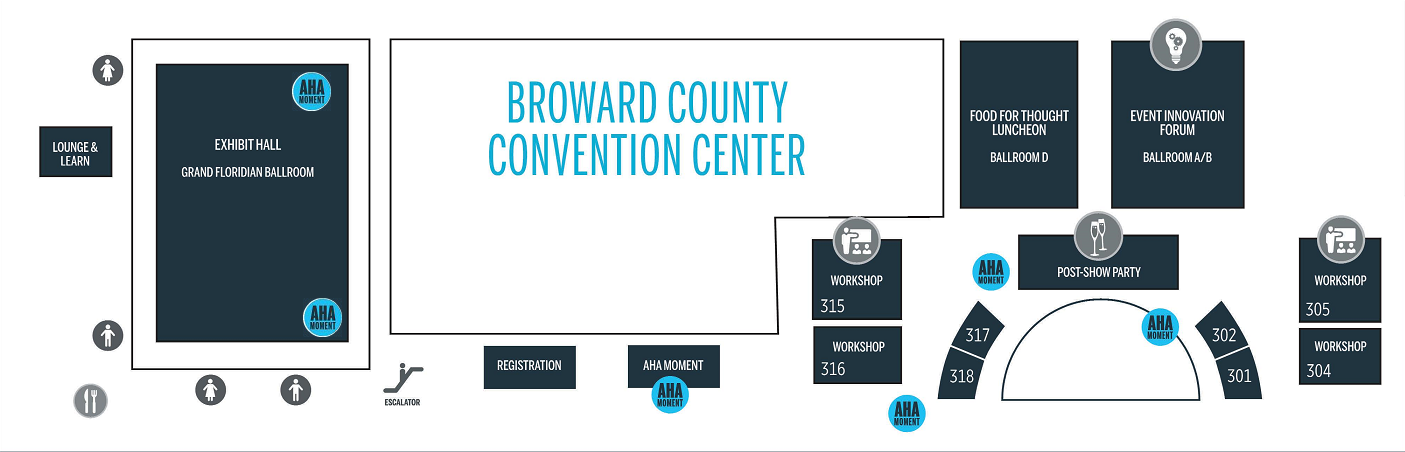 BROWARD COUNTY
CONVENTION CENTER
LOUNGE &
LEARN
AHA
MOMENT
EXHIBIT HALL
GRAND FLORIDIAN BALLROOM
AHA
MOMENT
ESCALATOR
REGISTRATION
AHA MOMENT
AHA
MOMENT
FOOD FOR THOUGHT
LUNCHEON
BALLROOM D
EVENT INNOVATION
FORUM
BALLROOM A/B
WORKSHOP
315
WORKSHOP
316
AHA
MOMENT
AHA
MOMENT
POST-SHOW PARTY
AHA
MOMENT
317
318
302
301
WORKSHOP
305
WORKSHOP
304